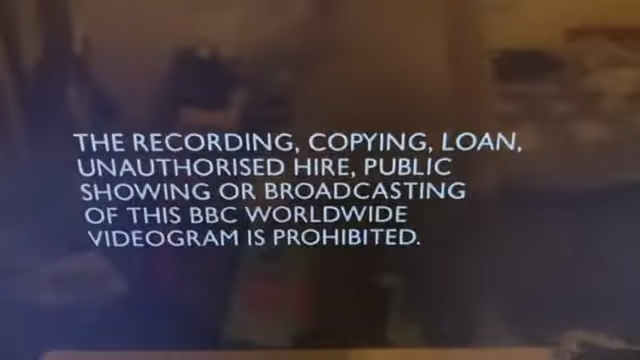 THE RECORDING, COPYING, LOAN,
UNAUTHORISED HIRE, PUBLIC
SHOWING OR BROADCASTING
OF THIS BBC WORLDWIDE
VIDEOGRAM IS PROHIBITED.